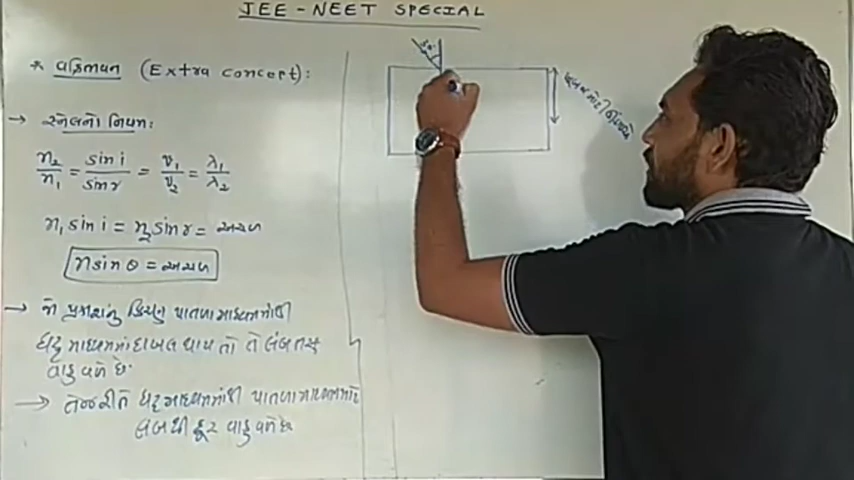 JEE-NEET SPECIAL
* વક્રિભવન (Extra concept):
→ સ્નેલનો નિયમ:
n₂/n₁ = sin i/sin r = v₁/v₂ = λ₁/λ₂
n₁ sin i = n₂ sin r = અચળ
n sin θ = અચળ
→ જો પ્રકાશનું કિરણ પાતળા માધ્યમમાંથી
ઘટ્ટ માધ્યમમાં દાખલ થાય તો તે લંબ તરફ
વાંકુ વળે છે.
→ તેજ રીતે ઘટ્ટ માધ્યમમાંથી પાતળા માધ્યમમાં
લંબથી દૂર વાંકુ વળે છે